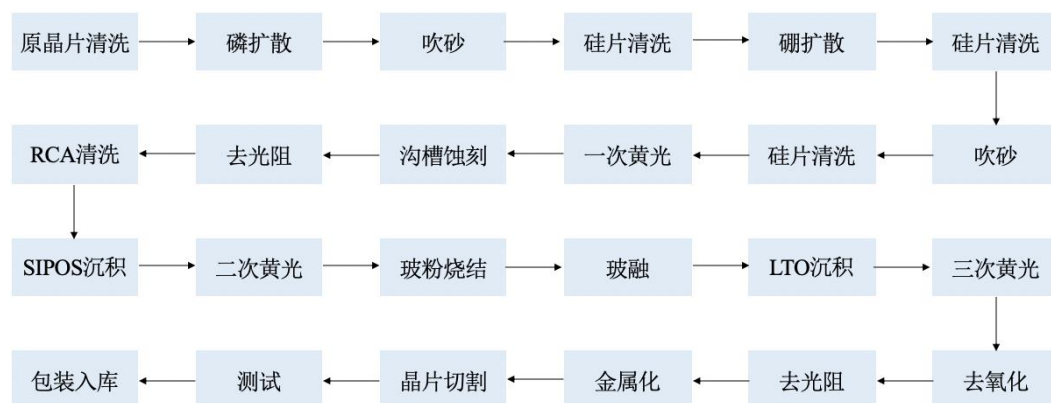 原晶片清洗
磷扩散
吹砂
硅片清洗
硼扩散
硅片清洗
吹砂
硅片清洗
一次黄光
沟槽蚀刻
去光阻
RCA清洗
SIPOS沉积
二次黄光
玻粉烧结
玻融
LTO沉积
三次黄光
去氧化
去光阻
金属化
晶片切割
测试
包装入库